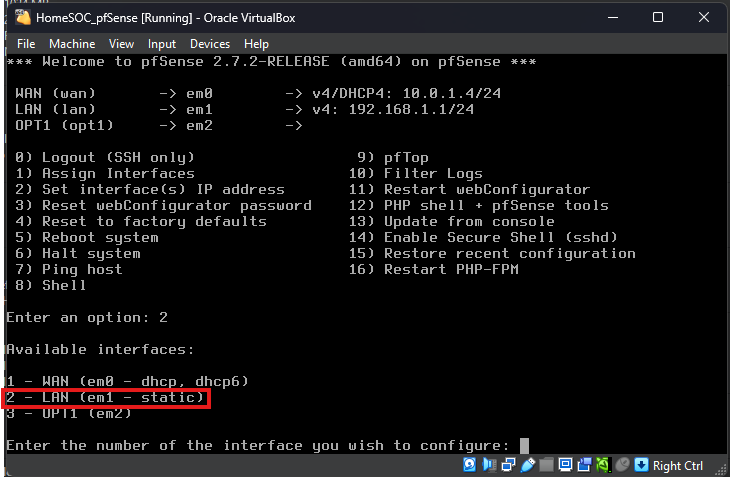 HomeSOC_pfSense [Running] - Oracle VirtualBox
File Machine View Input Devices Help
*** Welcome to pfSense 2.7.2-RELEASE (amd64) on pfSense ***
WAN (wan) -> em0 -> v4/DHCP4: 10.0.1.4/24
LAN (lan) -> em1 -> v4: 192.168.1.1/24
OPT1 (opt1) -> em2 ->
0) Logout (SSH only) 9) pfTop
1) Assign Interfaces 10) Filter Logs
2) Set interface(s) IP address 11) Restart webConfigurator
3) Reset webConfigurator password 12) PHP shell + pfSense tools
4) Reset to factory defaults 13) Update from console
5) Reboot system 14) Enable Secure Shell (sshd)
6) Halt system 15) Restore recent configuration
7) Ping host 16) Restart PHP-FPM
8) Shell
Enter an option: 2
Available interfaces:
1 - WAN (em0 - dhcp, dhcp6)
2 - LAN (em1 - static)
3 - OPT1 (em2)
Enter the number of the interface you wish to configure:
Right Ctrl